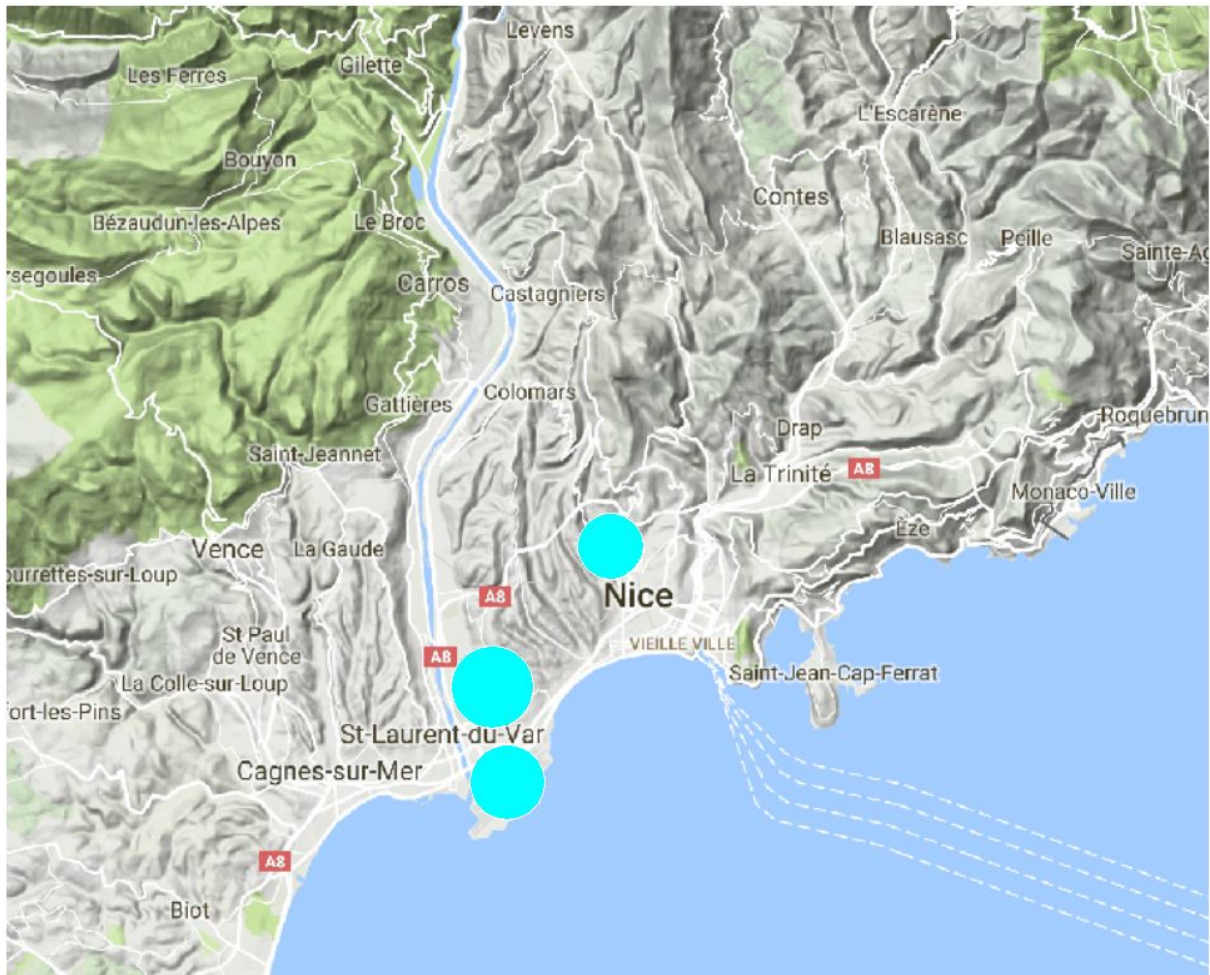 Levens
Gilette
Les Ferres
L'Escarène
Bouyon
Contes
Bézaudun-les-Alpes
Le Broc
Blausasc
Peille
Sainte-Ag
rsegoules
Carros
Castagniers
Gattières
Colomars
Roquebrun
Drap
Saint-Jeannet
La Trinité
A8
Monaco-Ville
Èze
Vence
La Gaude
ourrettes-sur-Loup
A8
Nice
St-Paul
de Vence
VIEILLE VILLE
A8
Saint-Jean-Cap-Ferrat
La Colle-sur-Loup
fort-les-Pins
St-Laurent-du-Var
Cagnes-sur-Mer
A8
Biot